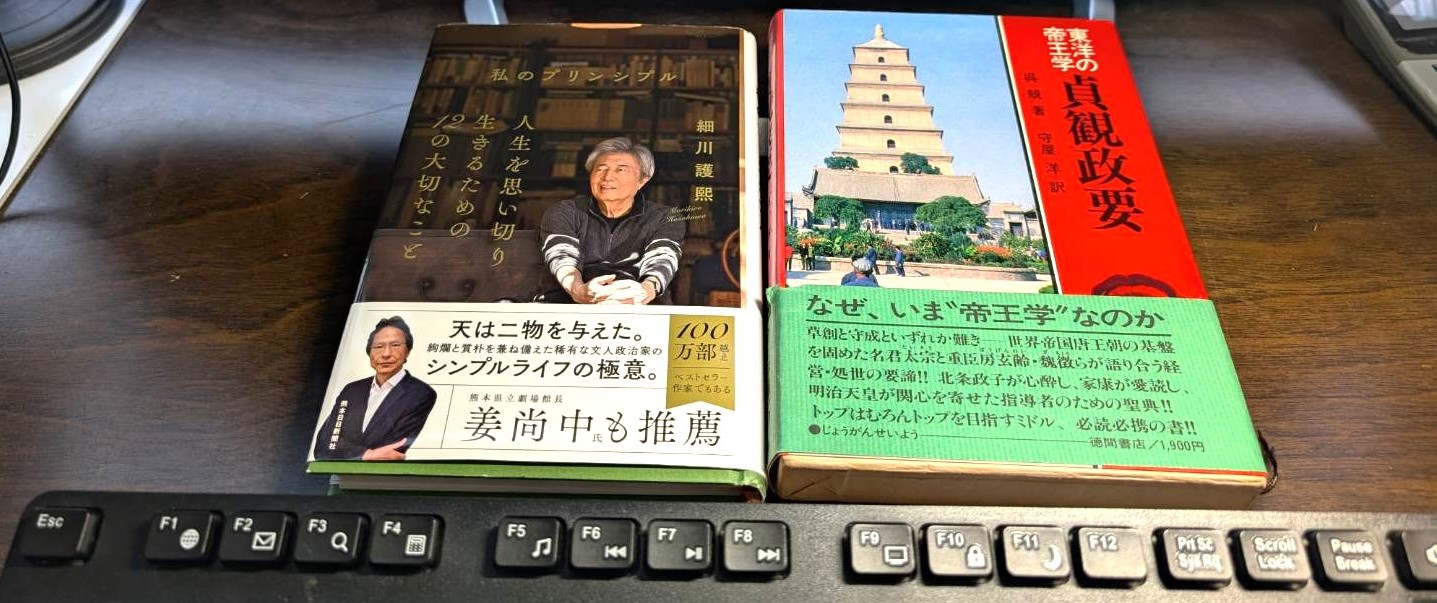 私のプリンシプル
人生を思い切り
生きるための
12の大切なこと
細川護熙
Morihiro
Hosokawa
天は二物を与えた。
絢爛と質朴を兼ね備えた稀有な文人政治家の
シンプルライフの極意。
100
万部越え
ベストセラー
作家でもある
熊本県立劇場館長
姜尚中氏も推薦
熊本日日新聞社
東洋の
帝王学
貞観政要
呉兢著 守屋洋訳
なぜ、いま“帝王学”なのか
草創と守成といずれか難き──世界帝国唐王朝の基盤
を固めた名君太宗と重臣房玄齢・魏徴らが語り合う経
営・処世の要諦!! 北条政子が心酔し、家康が愛読し、
明治天皇が関心を寄せた指導者のための聖典!!
トップはむろんトップを目指すミドル、必読必携の書!!
●じょうがんせいよう──徳間書店/1,900円
Esc F1 F2 F3 F4 F5 F6 F7 F8 F9 F10 F11 F12 Prt Sc Scroll Pause
Sys Rq Lock Break